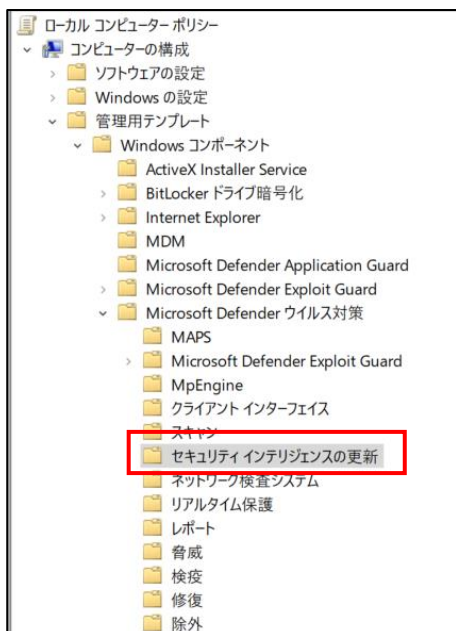 ローカル コンピューター ポリシー
コンピューターの構成
ソフトウェアの設定
Windows の設定
管理用テンプレート
Windows コンポーネント
ActiveX Installer Service
BitLocker ドライブ暗号化
Internet Explorer
MDM
Microsoft Defender Application Guard
Microsoft Defender Exploit Guard
Microsoft Defender ウイルス対策
MAPS
Microsoft Defender Exploit Guard
MpEngine
クライアント インターフェイス
スキャン
セキュリティ インテリジェンスの更新
ネットワーク検査システム
リアルタイム保護
レポート
脅威
検疫
修復
除外